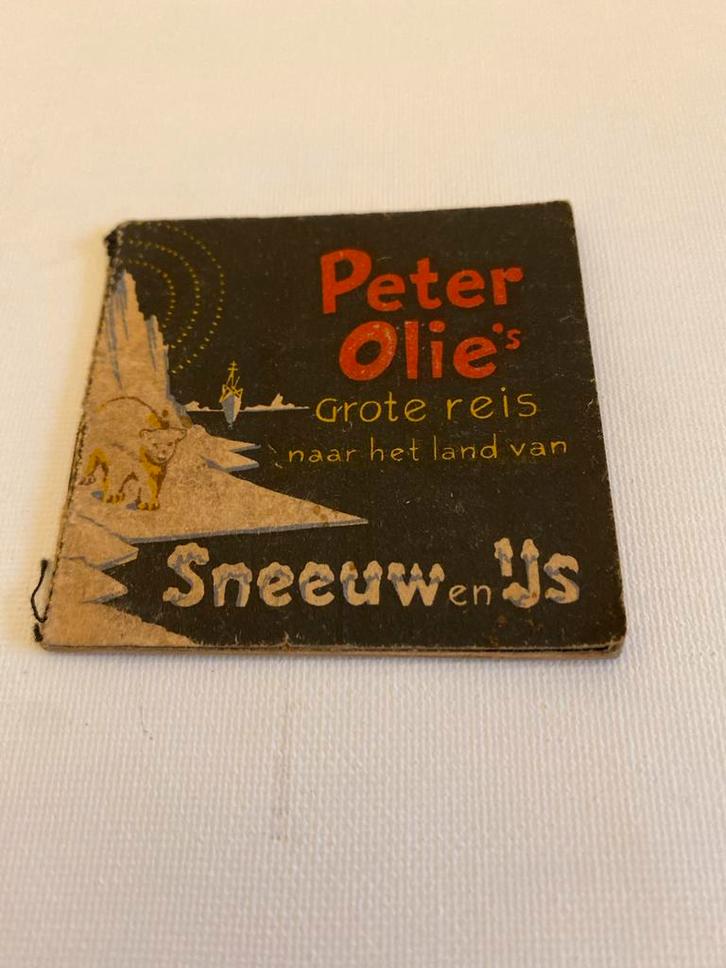 Peter
Olie's
Grote reis
naar het land van
Sneeuw en IJs